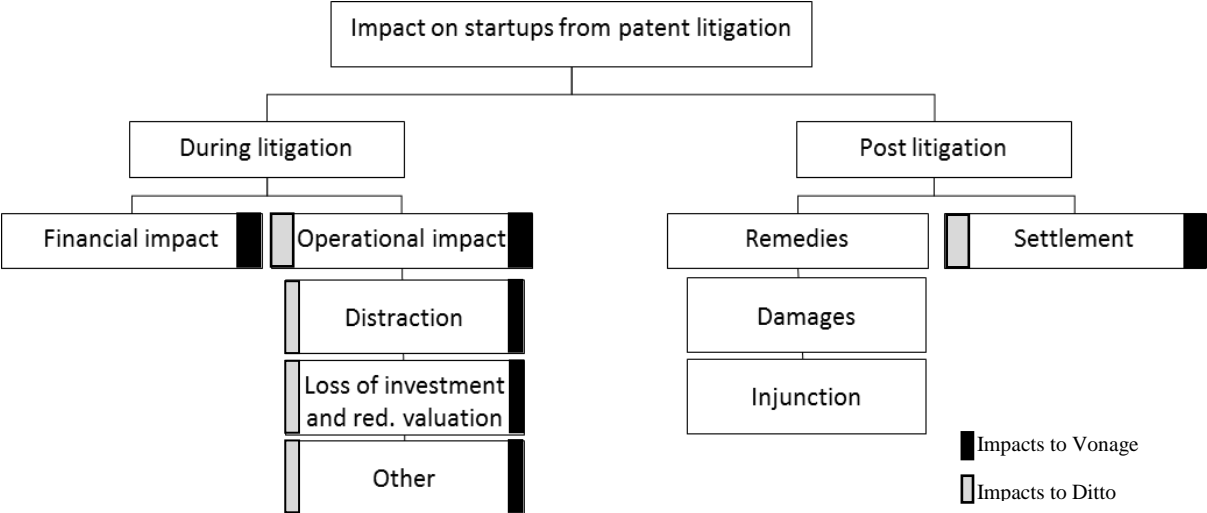 Impact on startups from patent litigation
During litigation
Post litigation
Financial impact
Operational impact
Remedies
Settlement
Distraction
Damages
Loss of investment
and red. valuation
Injunction
Other
Impacts to Vonage
Impacts to Ditto